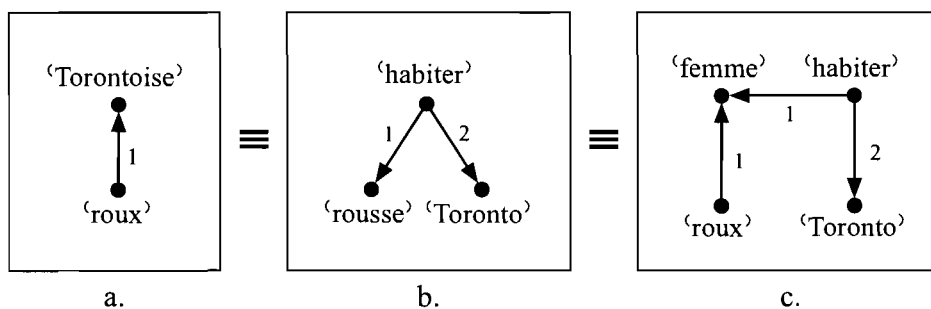 ‘Torontoise’
1
‘roux’
a.
≡
‘habiter’
1 2
‘rousse’ ‘Toronto’
b.
≡
‘femme’ ‘habiter’
1
1 2
‘roux’ ‘Toronto’
c.